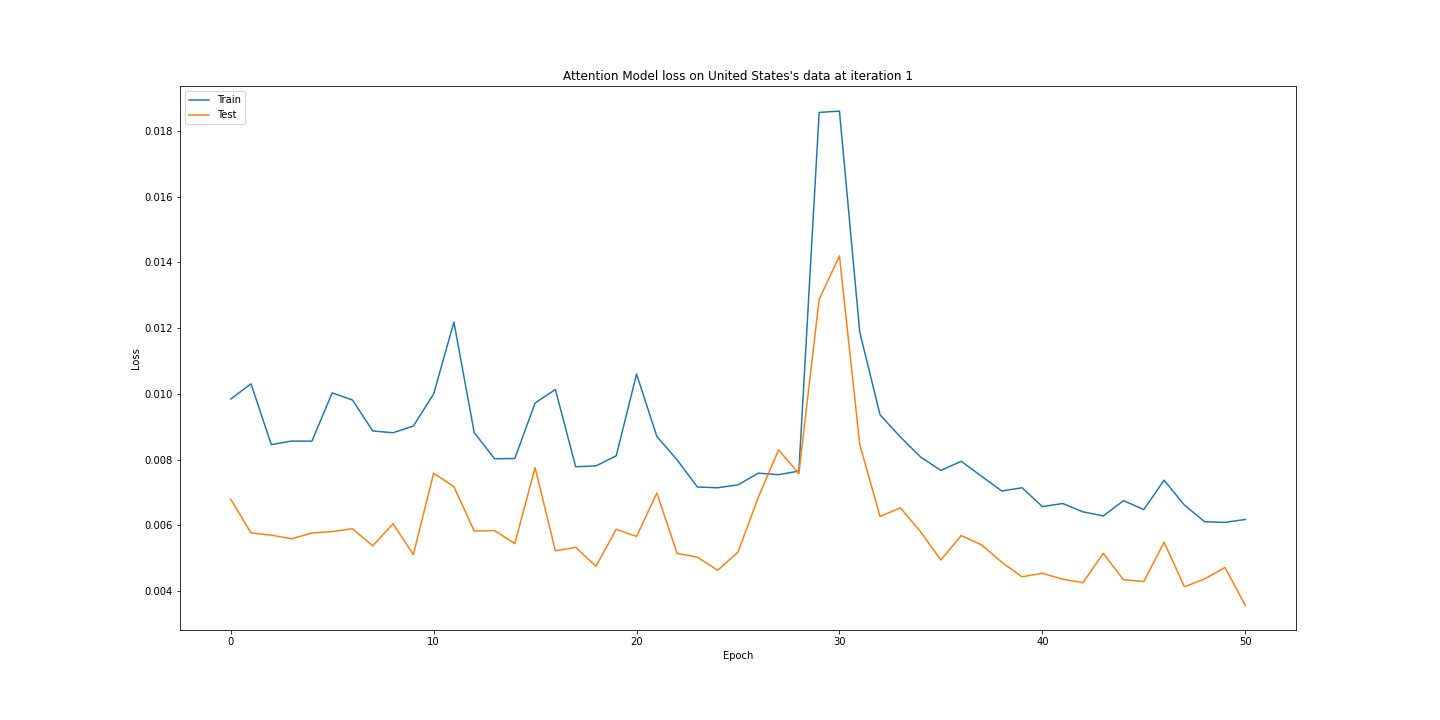 Attention Model loss on United States's data at iteration 1
Train
Test
0.018
0.016
0.014
0.012
0.010
0.008
0.006
0.004
Loss
0 10 20 30 40 50
Epoch